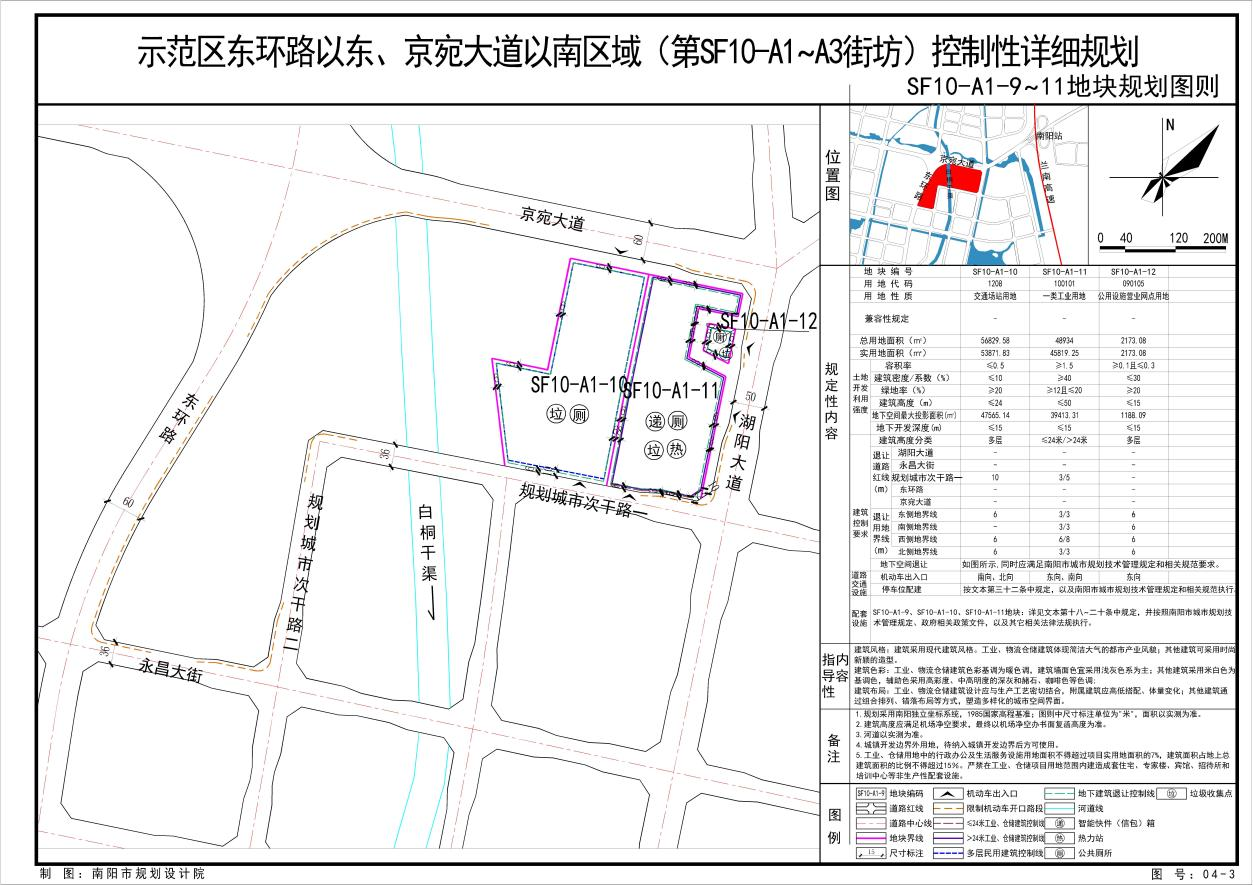 示范区东环路以东、京宛大道以南区域（第SF10-A1~A3街坊）控制性详细规划
SF10-A1-9~11地块规划图则
京宛大道
60
SF10-A1-12
厕
垃
SF10-A1-10
SF10-A1-11
垃 厕
递 厕
垃 热
50
湖阳大道
东环路
60
36
规划城市次干路一
规划城市次干路二
白桐干渠
36
永昌大街
位置图
南阳站
京宛大道
东环路
兰南高速
N
0 40 120 200M
规定性内容
地块编号 SF10-A1-10 SF10-A1-11 SF10-A1-12
用地代码 1208 100101 090105
用地性质 交通场站用地 一类工业用地 公用设施营业网点用地
兼容性规定 - - -
总用地面积（㎡） 56829.58 48934 2173.08
实用地面积（㎡） 53871.83 45819.25 2173.08
土地开发利用强度
容积率 ≤0.5 ≥1.5 ≥0.1且≤0.3
建筑密度/系数（%） ≤10 ≥40 ≤30
绿地率（%） ≥20 ≥12且≤20 ≥20
建筑高度（m） ≤24 ≤50 ≤15
地下空间最大投影面积(㎡) 47565.14 39413.31 1188.09
地下开发深度(m) ≤15 ≤15 ≤15
建筑控制要求
建筑高度分类 多层 ≤24米/>24米 多层
退让道路红线(m)
湖阳大道 - - -
永昌大街 - - -
规划城市次干路一 10 3/5 -
东环路 - - -
京宛大道 - - -
退让用地界线(m)
东侧地界线 6 3/3 6
南侧地界线 - 3/3 6
西侧地界线 6 6/8 6
北侧地界线 6 3/3 6
地下空间退让 如图所示,同时应满足南阳市城市规划技术管理规定和相关规范要求。
道路交通设施
机动车出入口 南向、北向 东向、南向 东向
停车位配建 按文本第三十二条中规定，以及南阳市城市规划技术管理规定和相关规范执行.
配套设施
SF10-A1-9、SF10-A1-10、SF10-A1-11地块：详见文本第十八~二十条中规定，并按照南阳市城市规划技
术管理规定、政府相关政策文件，以及其它相关法律法规执行。
指导性内容
建筑风格：建筑采用现代建筑风格。工业、物流仓储建筑体现简洁大气的都市产业风貌；其他建筑可采用时尚
新颖的造型。
建筑色彩：工业、物流仓储建筑色彩基调为暖色调，建筑墙面色宜采用浅灰色系为主；其他建筑采用米白色为
基调色，辅助色采用高彩度、中高明度的深灰和赭石、咖啡色等色调；
建筑布局：工业、物流仓储建筑设计应与生产工艺密切结合，附属建筑应高低搭配、体量变化；其他建筑通
过组合排列、错落布局等方式，塑造多样化的城市空间界面。
备注
1.规划采用南阳独立坐标系统，1985国家高程基准；图则中尺寸标注单位为“米”，面积以实测为准。
2.建筑高度应满足机场净空要求，最终以机场净空办书面复函高度为准。
3.河道以实测为准。
4.城镇开发边界外用地，待纳入城镇开发边界后方可使用。
5.工业、仓储用地中的行政办公及生活服务设施用地面积不得超过项目实用地面积的7%，建筑面积占地上总
建筑面积的比例不得超过15%。严禁在工业、仓储项目用地范围内建造成套住宅、专家楼、宾馆、招待所和
培训中心等非生产性配套设施。
图例
SF10-A1-9 地块编码 机动车出入口 地下建筑退让控制线 垃 垃圾收集点
道路红线 限制机动车开口路段 河道线
道路中心线 ≤24米工业、仓储建筑控制线 递 智能快件（信包）箱
地块界线 >24米工业、仓储建筑控制线 热 热力站
15 尺寸标注 多层民用建筑控制线 厕 公共厕所
制 图：南阳市规划设计院
图 号：04-3